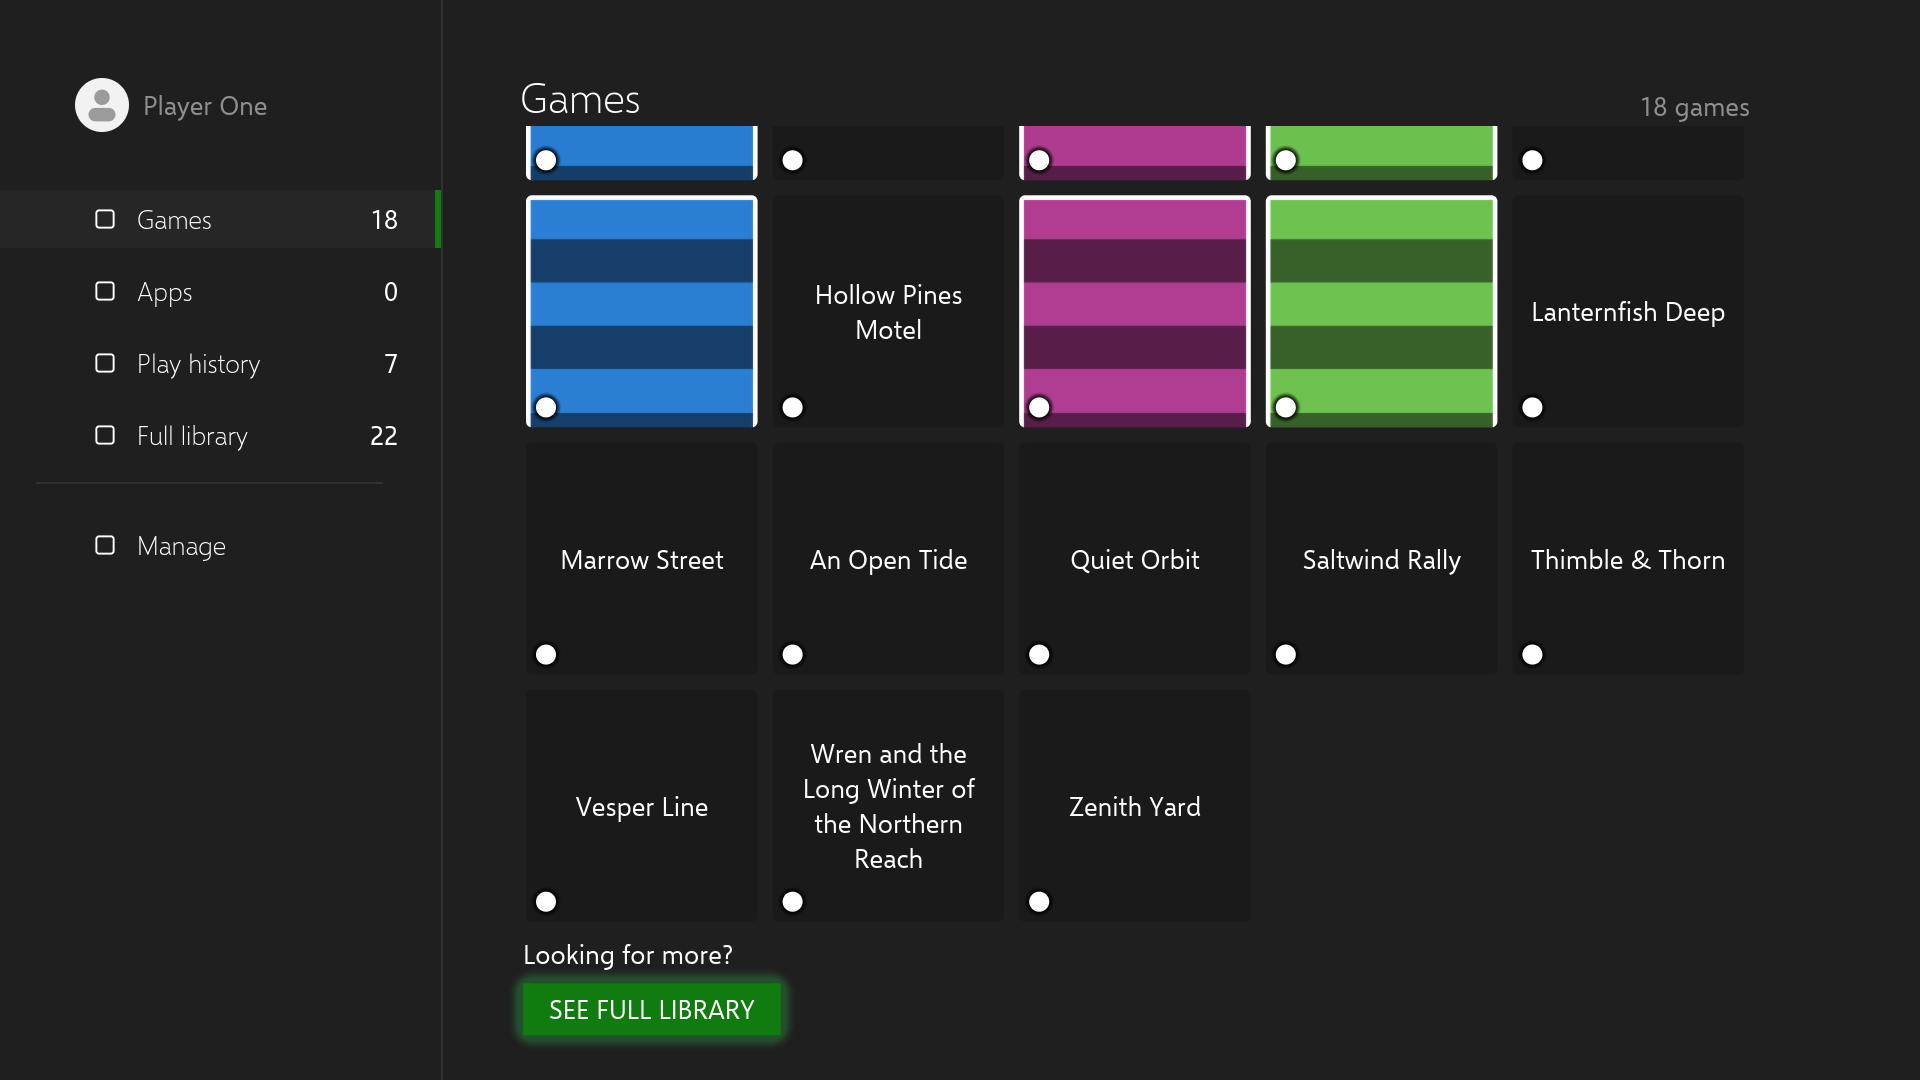 Player One
Games 18
Apps 0
Play history 7
Full library 22
Manage
Games
18 games
Hollow Pines
Motel
Lanternfish Deep
Marrow Street
An Open Tide
Quiet Orbit
Saltwind Rally
Thimble & Thorn
Vesper Line
Wren and the
Long Winter of
the Northern
Reach
Zenith Yard
Looking for more?
SEE FULL LIBRARY